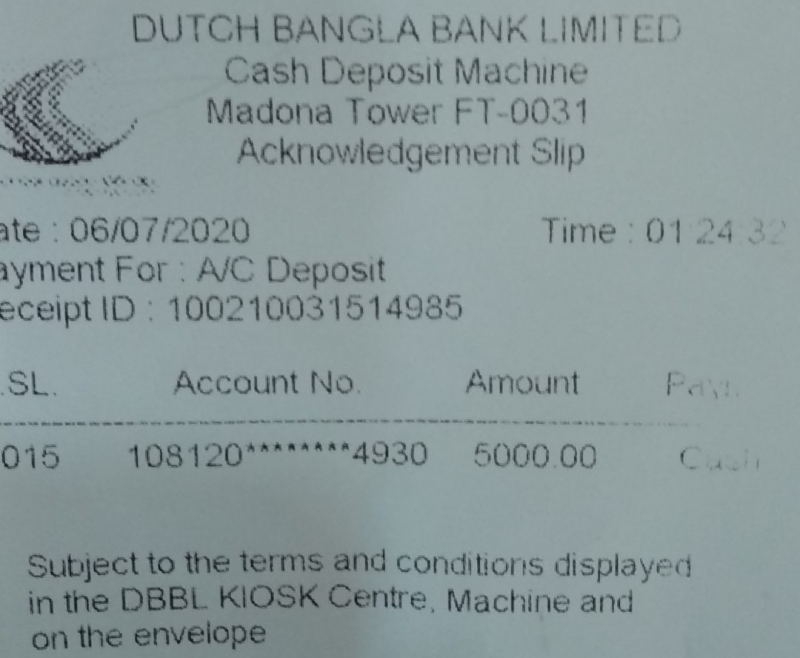 DUTCH BANGLA BANK LIMITED
Cash Deposit Machine
Madona Tower FT-0031
Acknowledgement Slip
ate : 06/07/2020 Time : 01 24 32
ayment For : A/C Deposit
eceipt ID : 100210031514985
.SL. Account No. Amount
015 108120********4930 5000.00 Cash
Subject to the terms and conditions displayed
in the DBBL KIOSK Centre, Machine and
on the envelope